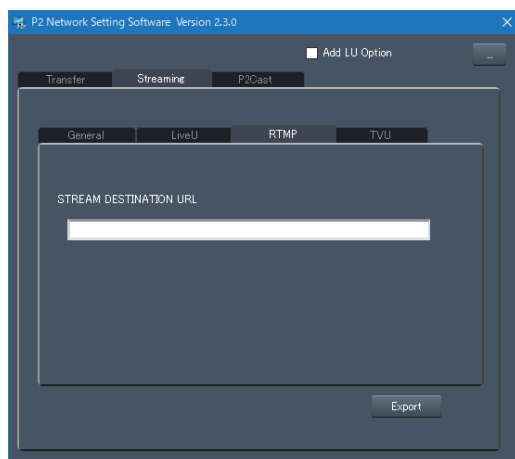 P2 Network Setting Software Version 2.3.0
Add LU Option
Transfer Streaming P2Cast
General LiveU RTMP TVU
STREAM DESTINATION URL
Export